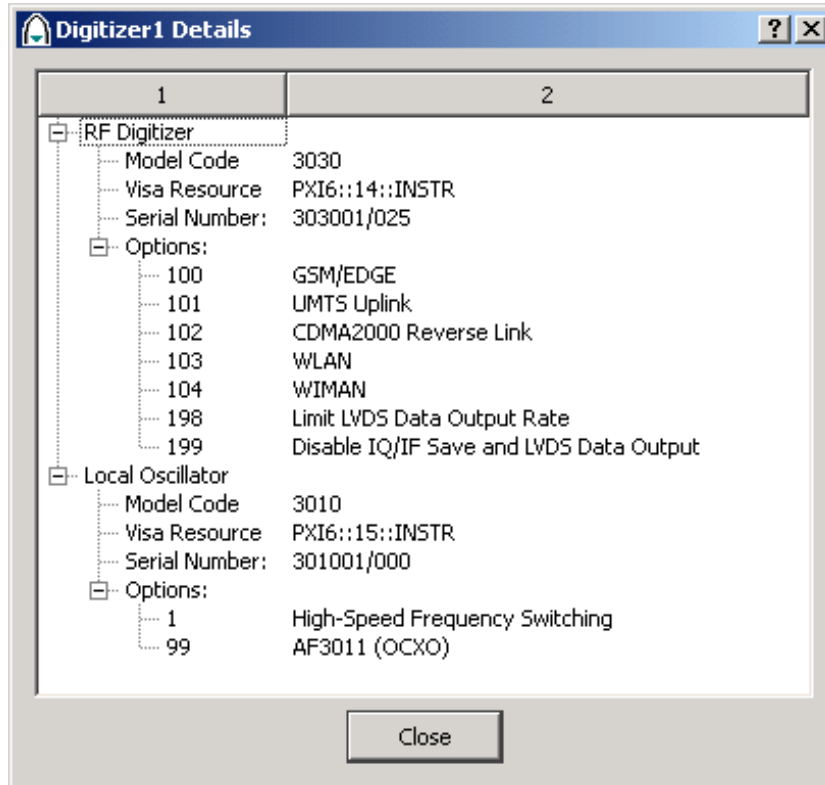 Digitizer1 Details
? X
1 2
RF Digitizer
Model Code 3030
Visa Resource PXI6::14::INSTR
Serial Number: 303001/025
Options:
100 GSM/EDGE
101 UMTS Uplink
102 CDMA2000 Reverse Link
103 WLAN
104 WIMAN
198 Limit LVDS Data Output Rate
199 Disable IQ/IF Save and LVDS Data Output
Local Oscillator
Model Code 3010
Visa Resource PXI6::15::INSTR
Serial Number: 301001/000
Options:
1 High-Speed Frequency Switching
99 AF3011 (OCXO)
Close